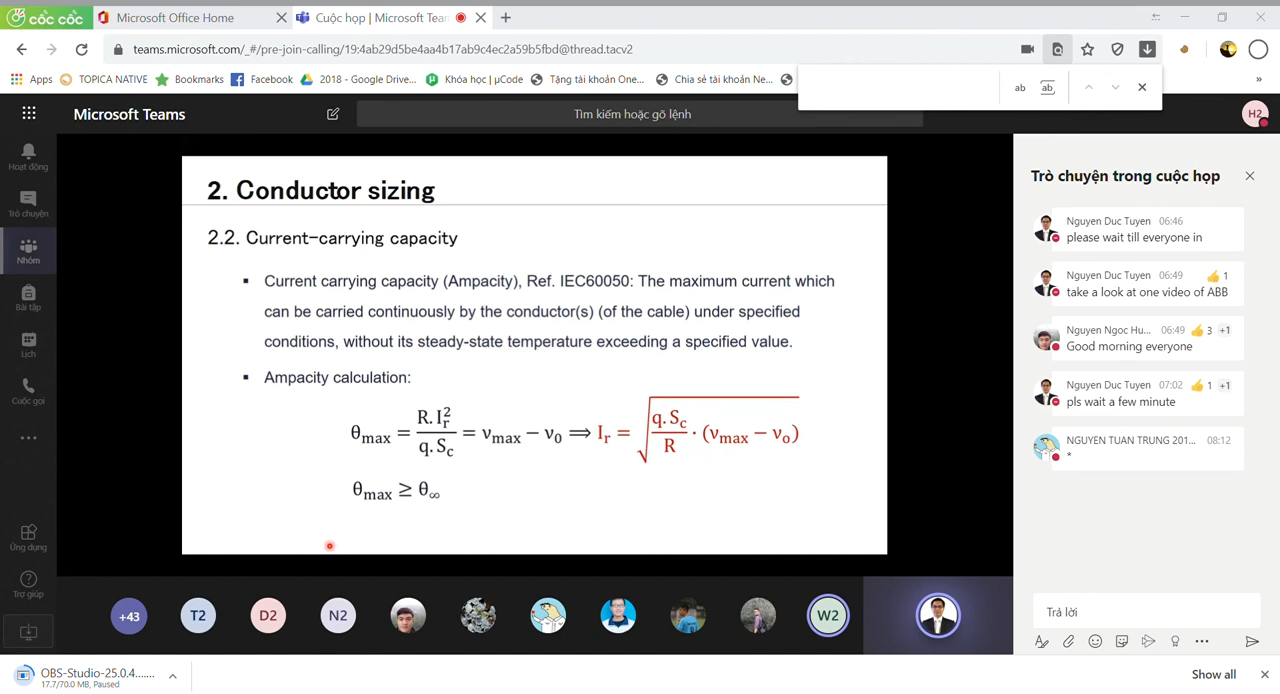 cốc cốc
Microsoft Office Home
Cuộc họp | Microsoft Tear
teams.microsoft.com/_#/pre-join-calling/19:4ab29d5be4aa4b17ab9c4ec2a59b5fbd@thread.tacv2
Apps
TOPICA NATIVE
Bookmarks
Facebook
2018 - Google Drive...
Khóa học | µCode
Tặng tài khoản One...
Chia sẻ tài khoản Ne...
»
ab
ab
Microsoft Teams
Tìm kiếm hoặc gõ lệnh
H2
Hoạt động
Trò chuyện
Nhóm
Bài tập
Lịch
Cuộc gọi
Ứng dụng
Trợ giúp
2. Conductor sizing
2.2. Current-carrying capacity
▪ Current carrying capacity (Ampacity), Ref. IEC60050: The maximum current which
can be carried continuously by the conductor(s) (of the cable) under specified
conditions, without its steady-state temperature exceeding a specified value.
▪ Ampacity calculation:
θmax = R.Ir² / q.Sc = νmax − ν0 ⟹ Ir = √(q.Sc / R · (νmax − νo))
θmax ≥ θ∞
+43
T2
D2
N2
W2
Trò chuyện trong cuộc họp
Nguyen Duc Tuyen 06:46
please wait till everyone in
Nguyen Duc Tuyen 06:49 👍 1
take a look at one video of ABB
Nguyen Ngoc Hu... 06:49 👍 3 +1
Good morning everyone
Nguyen Duc Tuyen 07:02 👍 1 +1
pls wait a few minute
NGUYEN TUAN TRUNG 201... 08:12
*
Trả lời
OBS-Studio-25.0.4......
17.7/70.0 MB, Paused
Show all